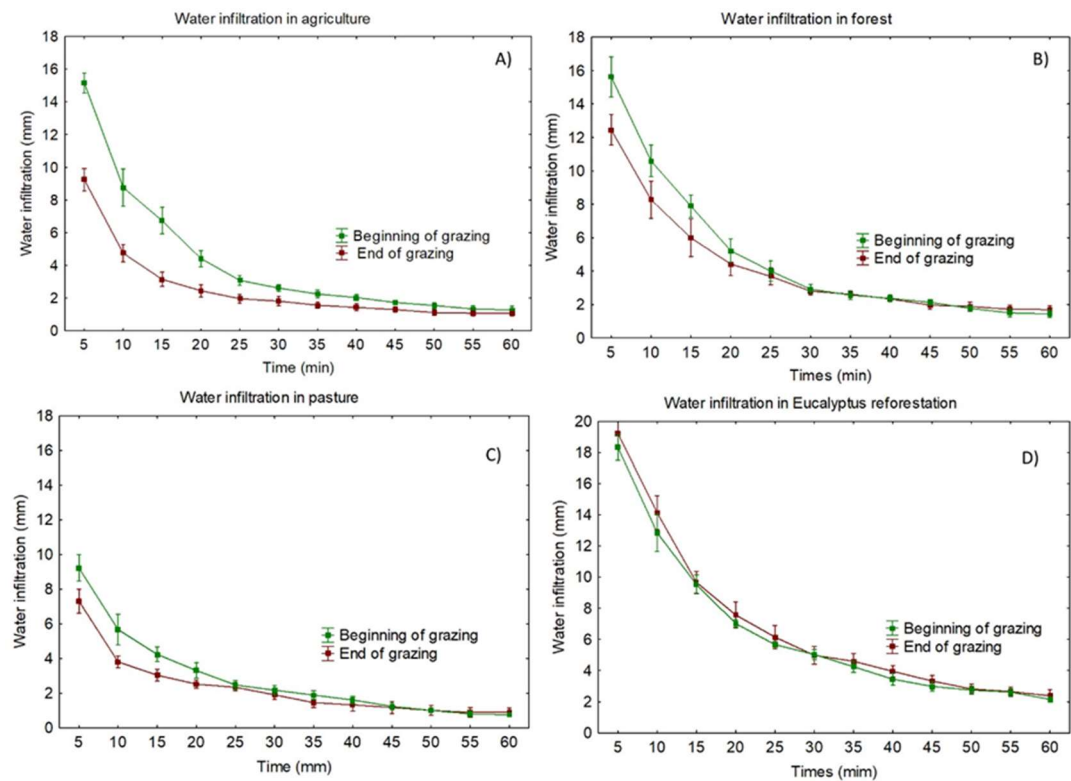 Water infiltration in agriculture
A)
Water infiltration (mm)
18
16
14
12
10
8
6
4
2
0
Beginning of grazing
End of grazing
5 10 15 20 25 30 35 40 45 50 55 60
Time (min)
Water infiltration in forest
B)
Water infiltration (mm)
18
16
14
12
10
8
6
4
2
0
Beginning of grazing
End of grazing
5 10 15 20 25 30 35 40 45 50 55 60
Times (min)
Water infiltration in pasture
C)
Water infiltration (mm)
18
16
14
12
10
8
6
4
2
0
Beginning of grazing
End of grazing
5 10 15 20 25 30 35 40 45 50 55 60
Time (mm)
Water infiltration in Eucalyptus reforestation
D)
Water infiltration (mm)
20
18
16
14
12
10
8
6
4
2
0
Beginning of grazing
End of grazing
5 10 15 20 25 30 35 40 45 50 55 60
Times (mim)